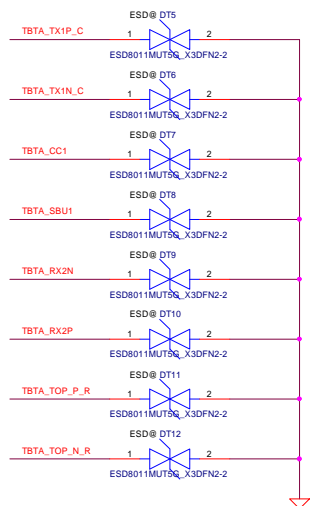 ESD@ DT5
TBTA_TX1P_C 1 2
ESD8011MUT5G_X3DFN2-2
ESD@ DT6
TBTA_TX1N_C 1 2
ESD8011MUT5G_X3DFN2-2
ESD@ DT7
TBTA_CC1 1 2
ESD8011MUT5G_X3DFN2-2
ESD@ DT8
TBTA_SBU1 1 2
ESD8011MUT5G_X3DFN2-2
ESD@ DT9
TBTA_RX2N 1 2
ESD8011MUT5G_X3DFN2-2
ESD@ DT10
TBTA_RX2P 1 2
ESD8011MUT5G_X3DFN2-2
ESD@ DT11
TBTA_TOP_P_R 1 2
ESD8011MUT5G_X3DFN2-2
ESD@ DT12
TBTA_TOP_N_R 1 2
ESD8011MUT5G_X3DFN2-2